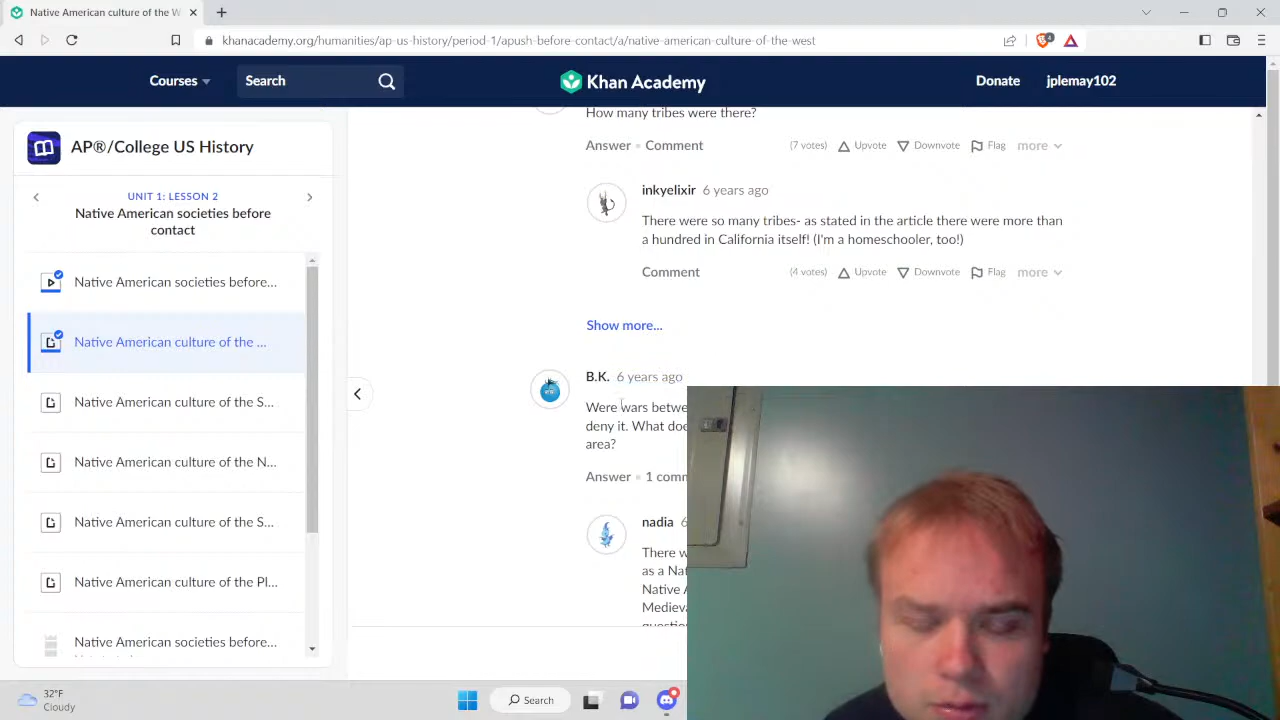 Native American culture of the W
khanacademy.org/humanities/ap-us-history/period-1/apush-before-contact/a/native-american-culture-of-the-west
4
Courses
Search
Khan Academy
Donate
jplemay102
AP®/College US History
UNIT 1: LESSON 2
Native American societies before
contact
Native American societies before...
Native American culture of the ...
Native American culture of the S...
Native American culture of the N...
Native American culture of the S...
Native American culture of the Pl...
Native American societies before...
How many tribes were there?
Answer • Comment
(7 votes) Upvote Downvote Flag more
inkyelixir 6 years ago
There were so many tribes- as stated in the article there were more than
a hundred in California itself! (I'm a homeschooler, too!)
Comment
(4 votes) Upvote Downvote Flag more
Show more...
B.K. 6 years ago
Were wars betwe
deny it. What doe
area?
Answer • 1 comm
nadia 6
There w
as a Nat
Native A
Medieva
questio
32°F
Cloudy
Search